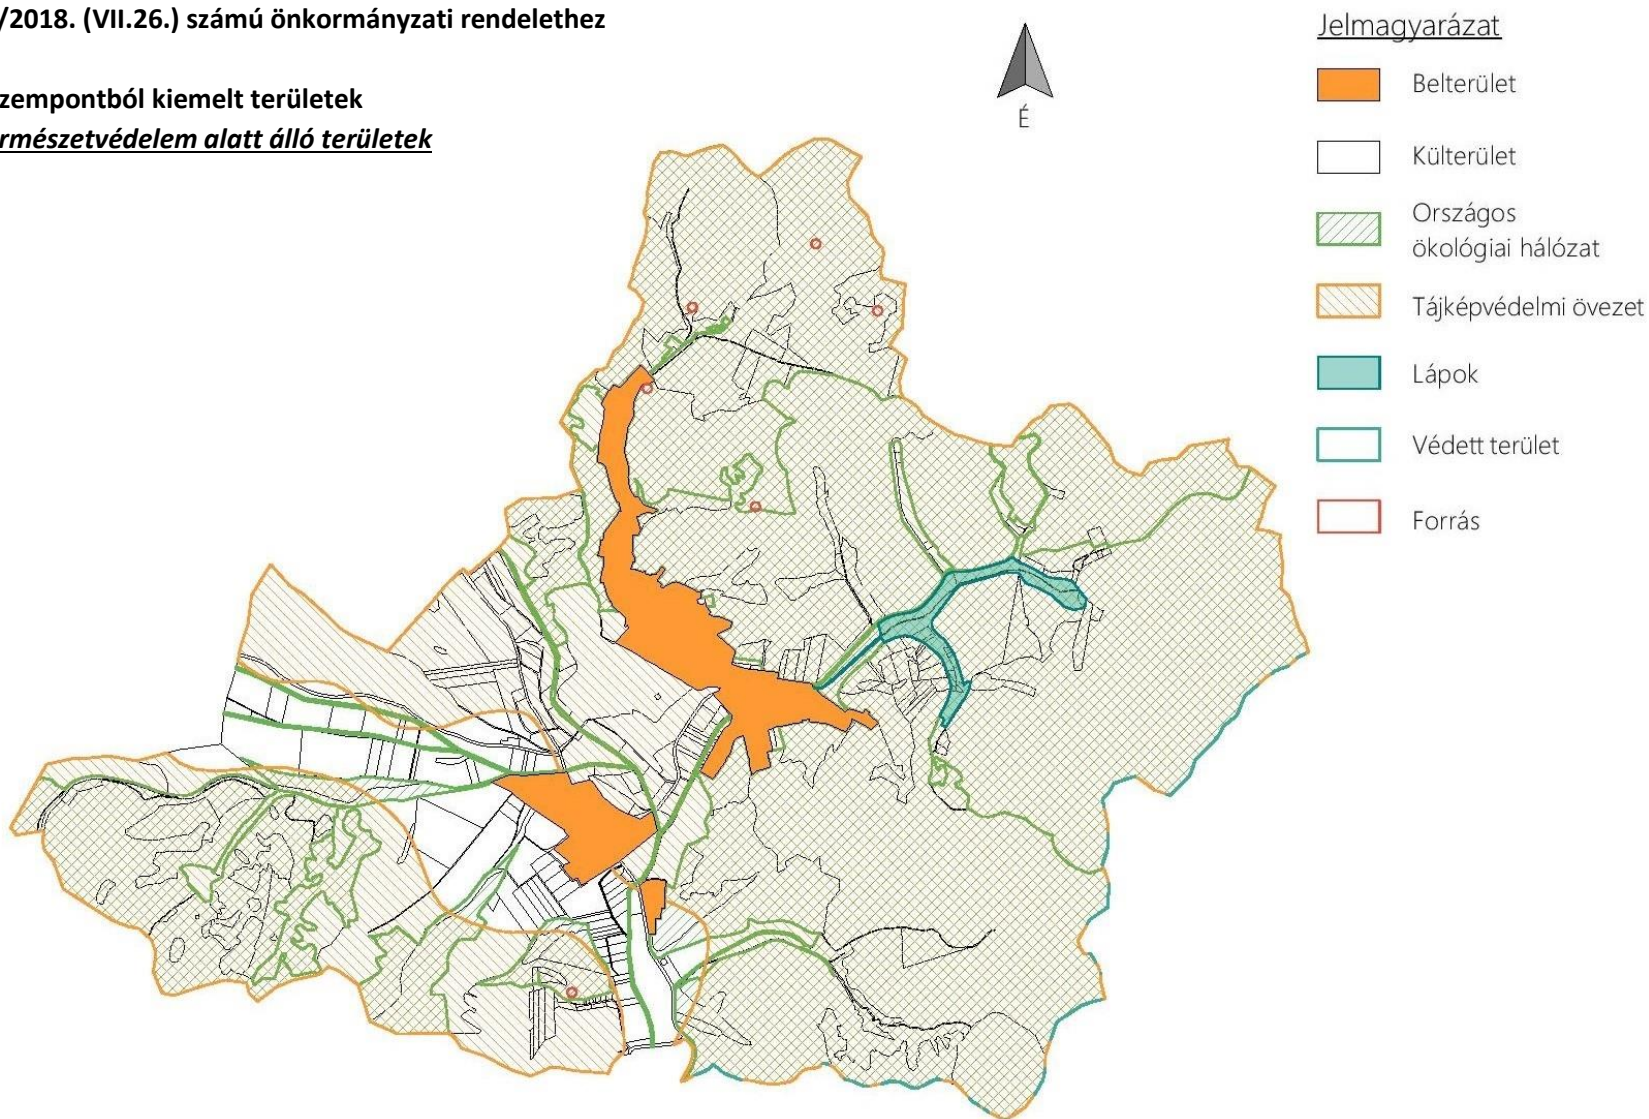 /2018. (VII.26.) számú önkormányzati rendelethez
zempontból kiemelt területek
rmészetvédelem alatt álló területek
É
Jelmagyarázat
Belterület
Külterület
Országos
ökológiai hálózat
Tájképvédelmi övezet
Lápok
Védett terület
Forrás